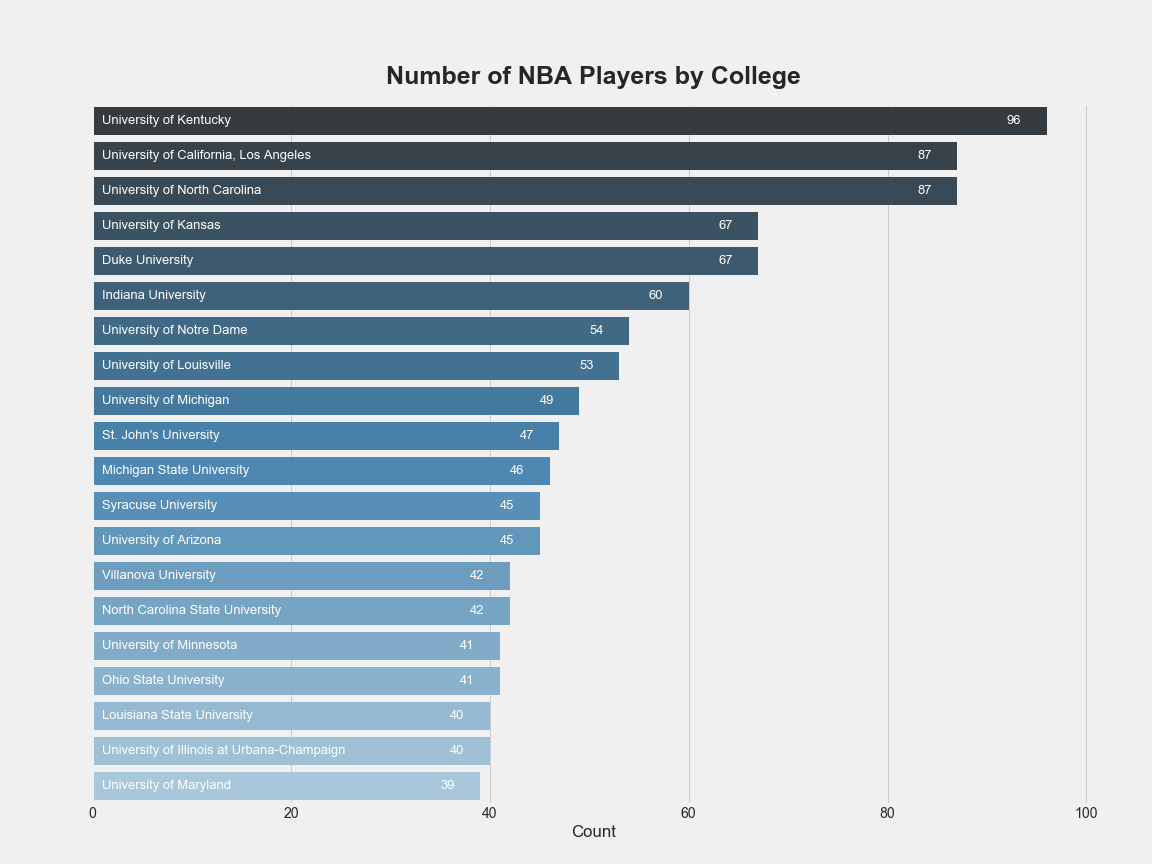 Number of NBA Players by College
University of Kentucky 96
University of California, Los Angeles 87
University of North Carolina 87
University of Kansas 67
Duke University 67
Indiana University 60
University of Notre Dame 54
University of Louisville 53
University of Michigan 49
St. John's University 47
Michigan State University 46
Syracuse University 45
University of Arizona 45
Villanova University 42
North Carolina State University 42
University of Minnesota 41
Ohio State University 41
Louisiana State University 40
University of Illinois at Urbana-Champaign 40
University of Maryland 39
0 20 40 60 80 100
Count